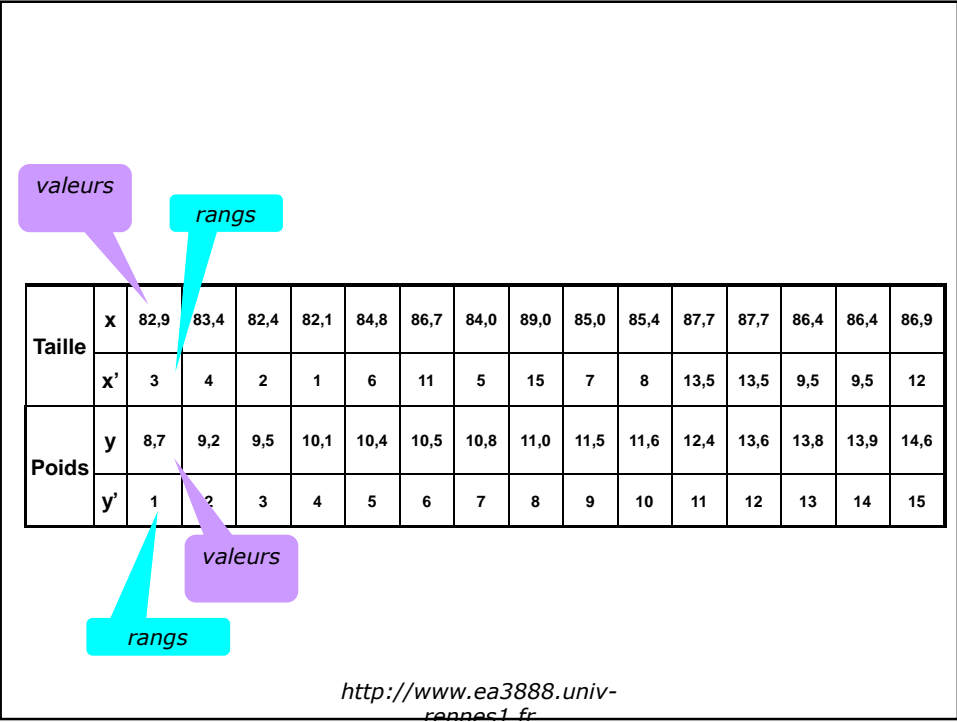 valeurs
rangs
Taille x 82,9 83,4 82,4 82,1 84,8 86,7 84,0 89,0 85,0 85,4 87,7 87,7 86,4 86,4 86,9
x’ 3 4 2 1 6 11 5 15 7 8 13,5 13,5 9,5 9,5 12
Poids y 8,7 9,2 9,5 10,1 10,4 10,5 10,8 11,0 11,5 11,6 12,4 13,6 13,8 13,9 14,6
y’ 1 2 3 4 5 6 7 8 9 10 11 12 13 14 15
valeurs
rangs
http://www.ea3888.univ-
rennes1.fr